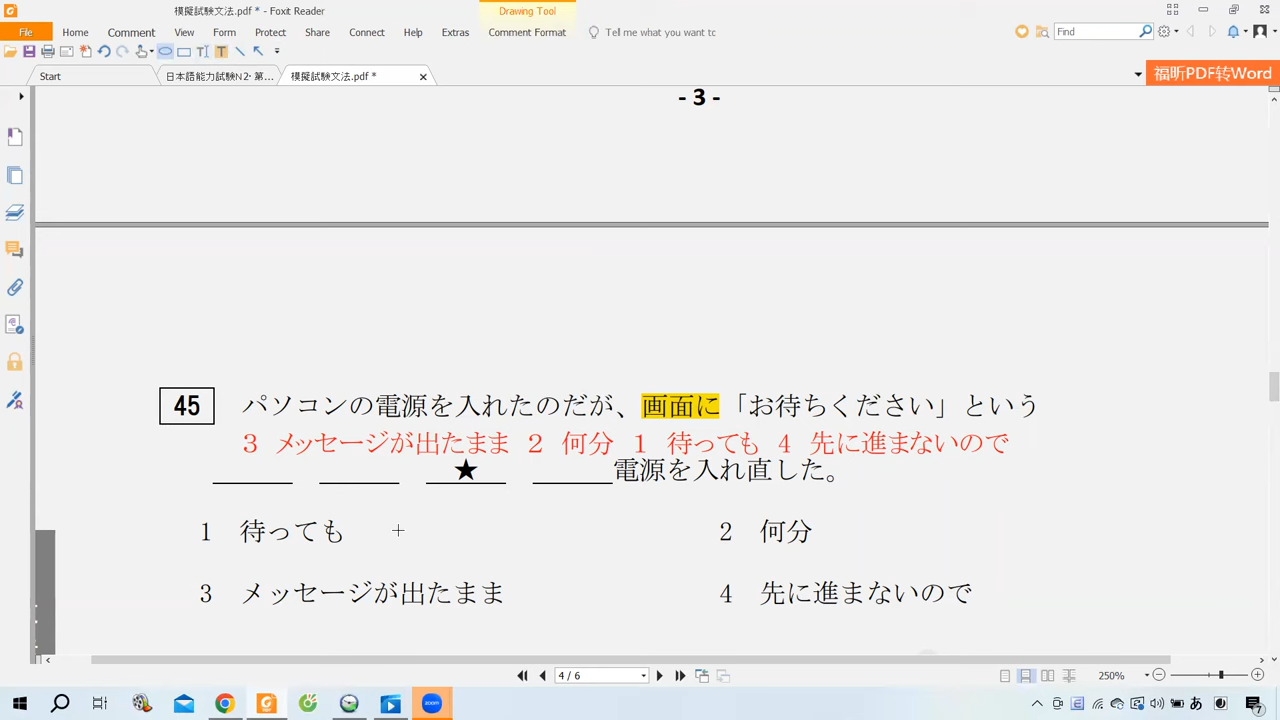 模擬試験文法.pdf * - Foxit Reader
Drawing Tool
File Home Comment View Form Protect Share Connect Help Extras Comment Format Tell me what you want tc Find
Start 日本語能力試験N2- 第... 模擬試験文法.pdf * 福昕PDF转Word
- 3 -
45 パソコンの電源を入れたのだが、画面に「お待ちください」という
3 メッセージが出たまま 2 何分 1 待っても 4 先に進まないので
★ 電源を入れ直した。
1 待っても 2 何分
3 メッセージが出たまま 4 先に進まないので
4 / 6 250%
zoom あ 7